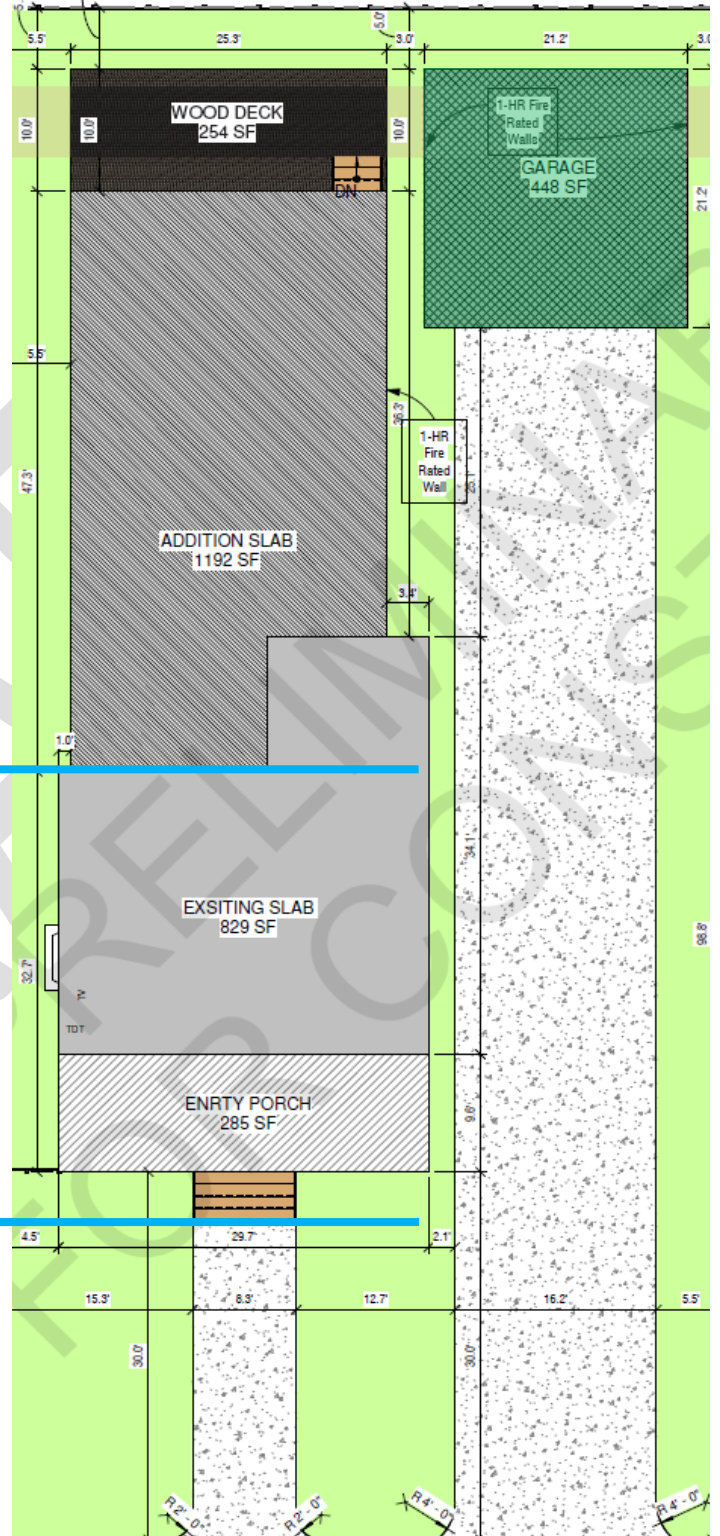 5.
5.0'
5.5'
25.3'
3.0'
21.2'
3.0
WOOD DECK
254 SF
10.0'
10.0'
10.0'
DN
1-HR Fire
Rated
Walls
GARAGE
448 SF
21.2'
5.5'
47.3'
36.3'
1-HR
Fire
Rated
Wall
ADDITION SLAB
1192 SF
3.4'
1.0'
34.1'
EXSITING SLAB
829 SF
98.8'
32.7'
TV
TDT
ENRTY PORCH
285 SF
9.6'
4.5'
29.7'
2.1'
15.3'
8.3'
12.7'
16.2'
5.5'
30.0'
30.0'
R 2' - 0"
R 2' - 0"
R 4' - 0"
R 4' - 0"
PRELIMINAR
FOR CONST